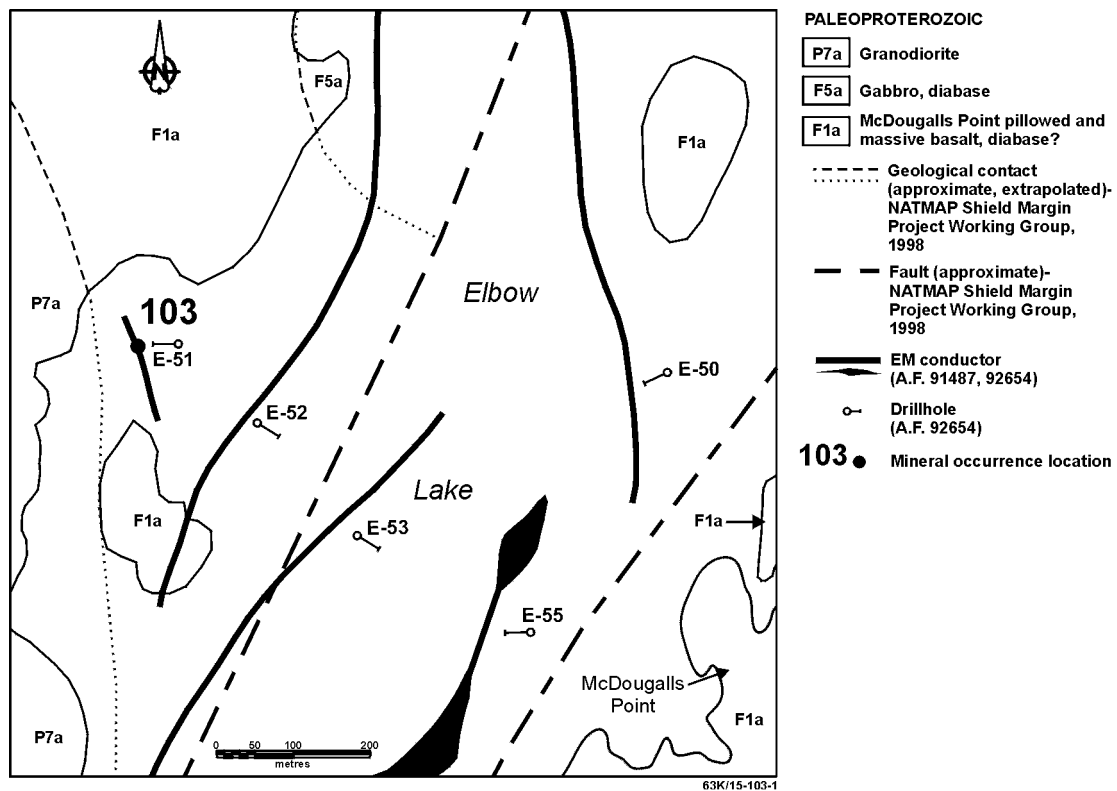 F5a
N
F1a
F1a
Elbow
P7a
103
E-51
E-50
E-52
Lake
F1a
F1a
E-53
E-55
McDougalls
Point
F1a
P7a
0 50 100 200
metres
63K/15-103-1
PALEOPROTEROZOIC
P7a Granodiorite
F5a Gabbro, diabase
F1a McDougalls Point pillowed and
massive basalt, diabase?
Geological contact
(approximate, extrapolated)-
NATMAP Shield Margin
Project Working Group,
1998
Fault (approximate)-
NATMAP Shield Margin
Project Working Group,
1998
EM conductor
(A.F. 91487, 92654)
Drillhole
(A.F. 92654)
103 Mineral occurrence location